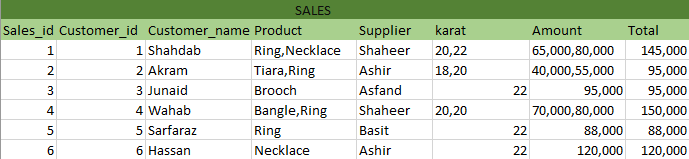 SALES
Sales_id Customer_id Customer_name Product Supplier karat Amount Total
1 1 Shahdab Ring,Necklace Shaheer 20,22 65,000,80,000 145,000
2 2 Akram Tiara,Ring Ashir 18,20 40,000,55,000 95,000
3 3 Junaid Brooch Asfand 22 95,000 95,000
4 4 Wahab Bangle,Ring Shaheer 20,20 70,000,80,000 150,000
5 5 Sarfaraz Ring Basit 22 88,000 88,000
6 6 Hassan Necklace Ashir 22 120,000 120,000